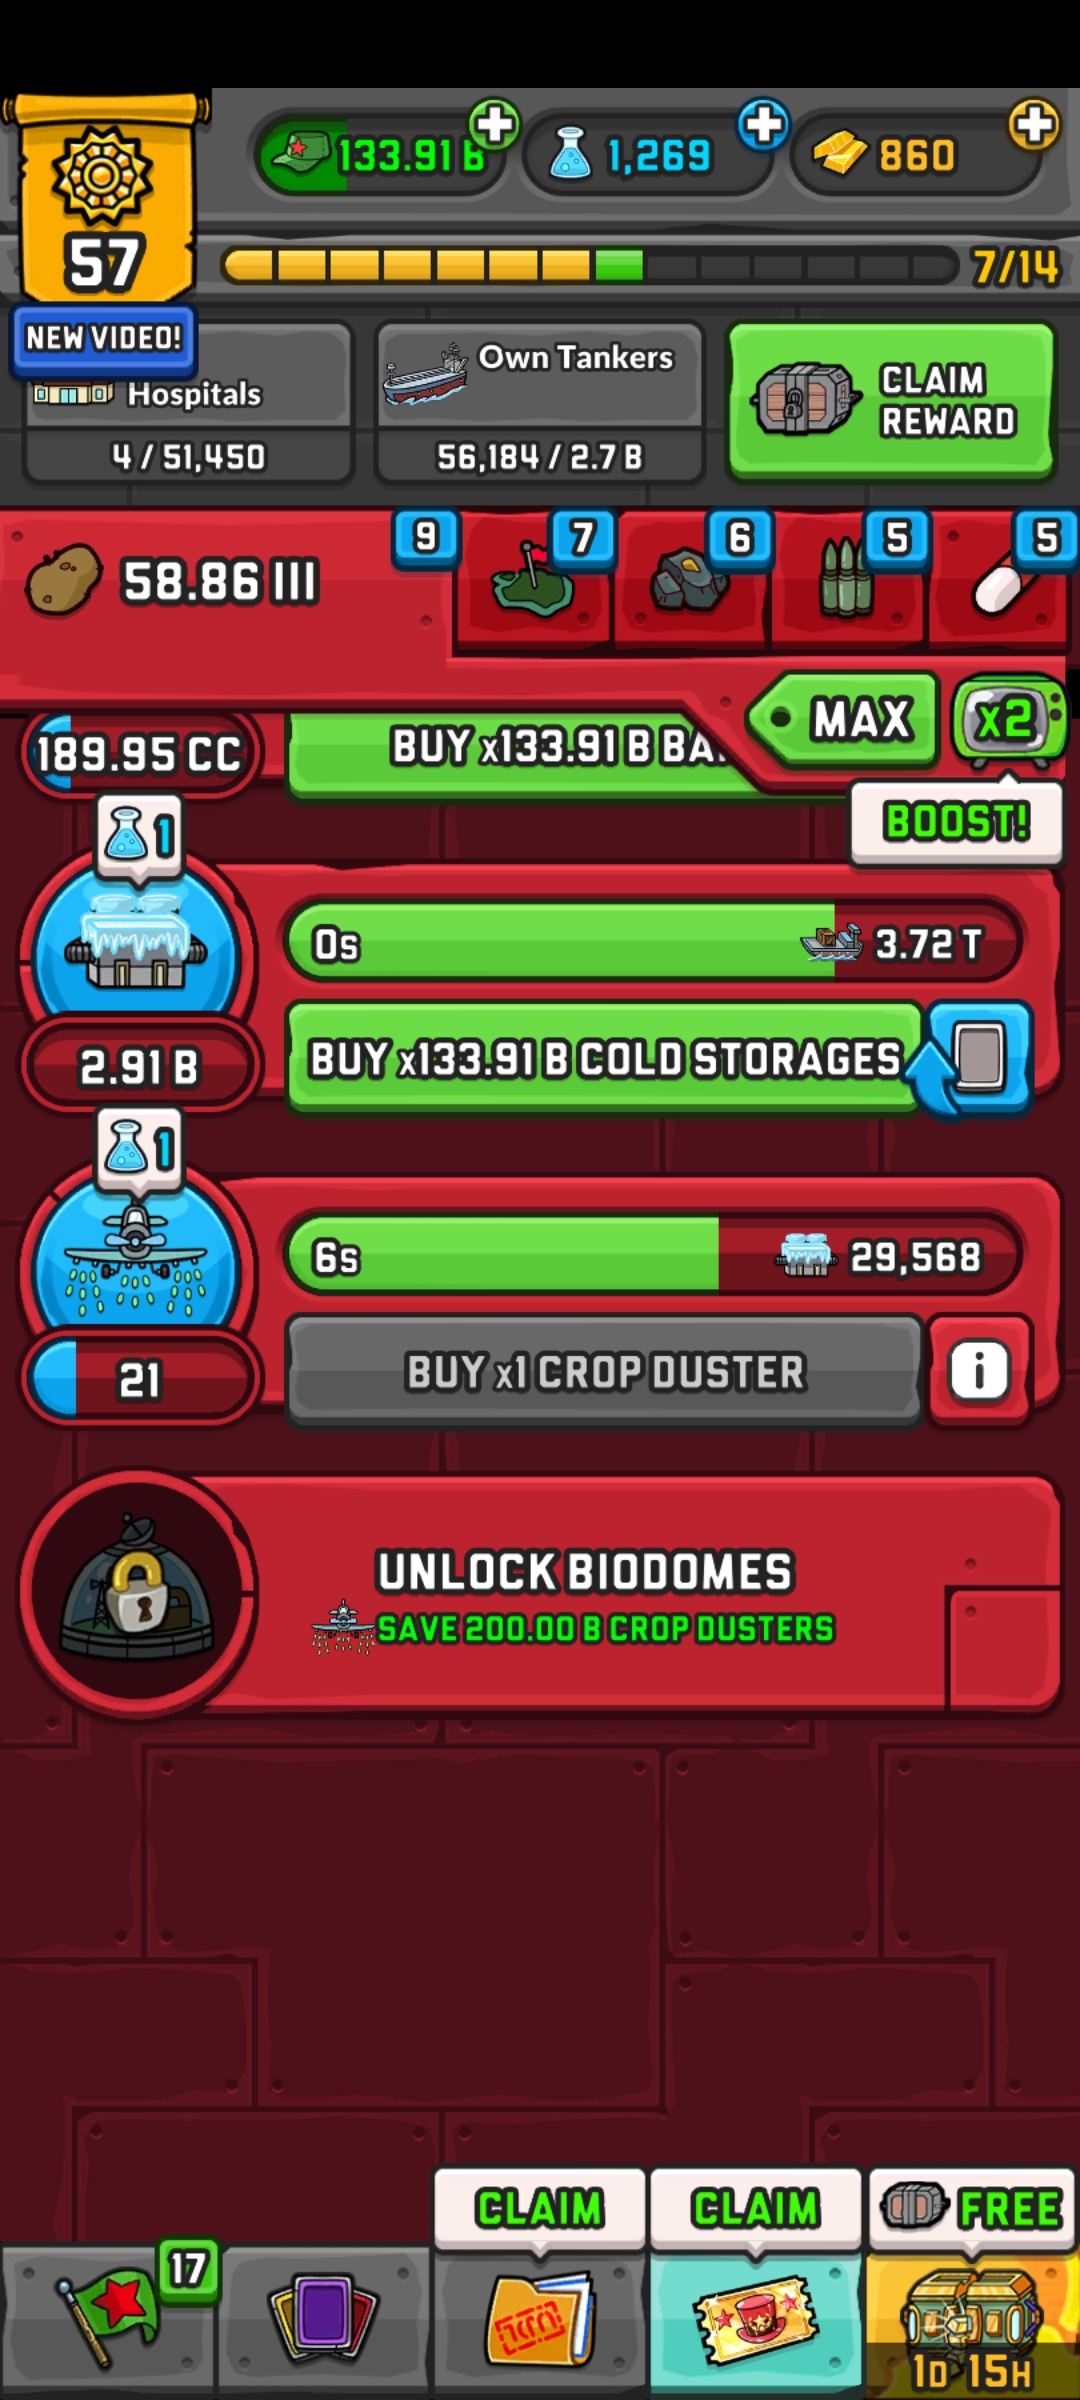 133.91 B
1,269
860
57
7/14
NEW VIDEO!
Hospitals
4 / 51,450
Own Tankers
56,184 / 2.7 B
CLAIM
REWARD
58.86 III
9
7
6
5
5
MAX
x2
BOOST!
189.95 CC
BUY x133.91 B BA
1
0s
3.72 T
2.91 B
BUY x133.91 B COLD STORAGES
1
6s
29,568
21
BUY x1 CROP DUSTER
i
UNLOCK BIODOMES
SAVE 200.00 B CROP DUSTERS
CLAIM
CLAIM
FREE
17
1D 15H